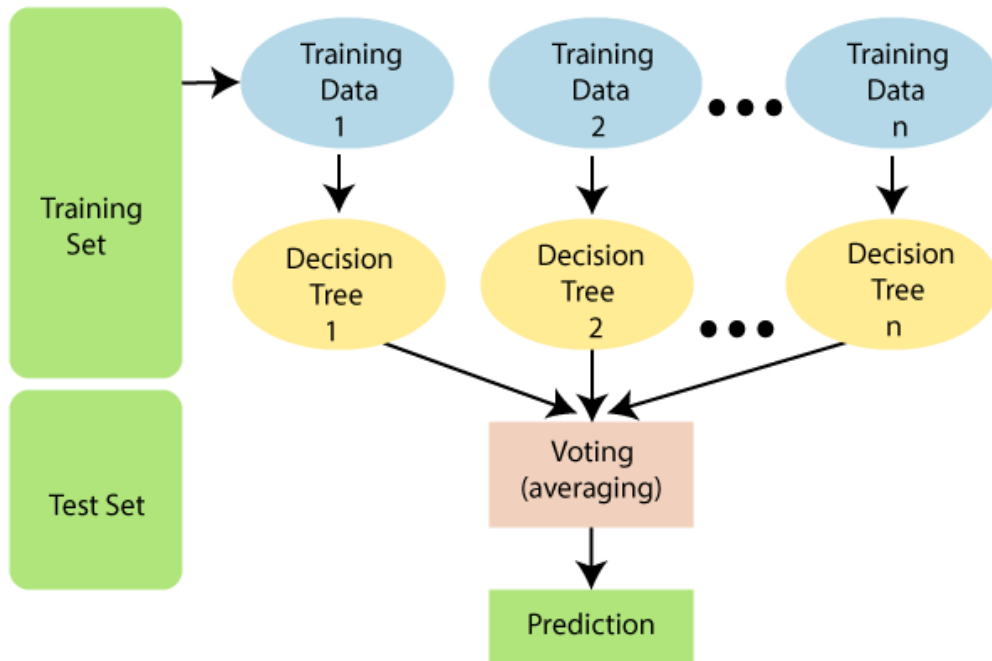 Training
Set
Test Set
Training
Data
1
Training
Data
2
Training
Data
n
Decision
Tree
1
Decision
Tree
2
Decision
Tree
n
Voting
(averaging)
Prediction